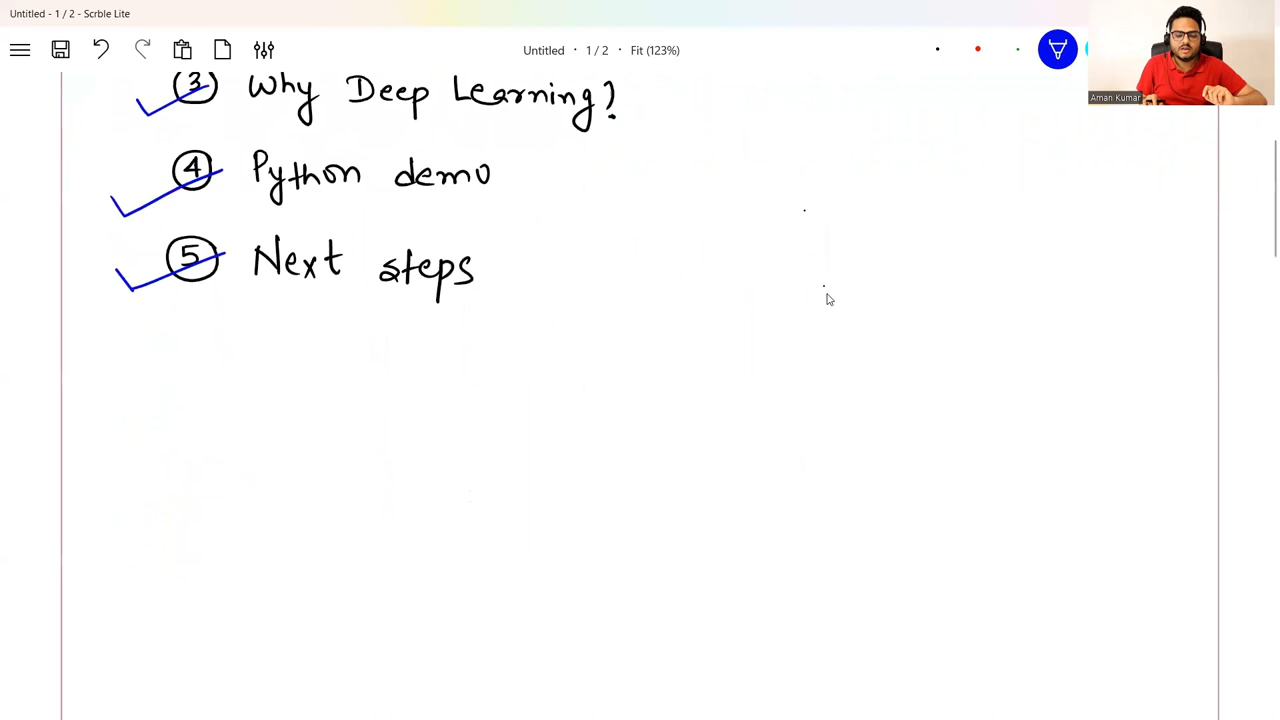 Untitled - 1 / 2 - Scrble Lite
Untitled • 1 / 2 • Fit (123%)
Aman Kumar
③ Why Deep Learning?
④ Python demo
⑤ Next steps